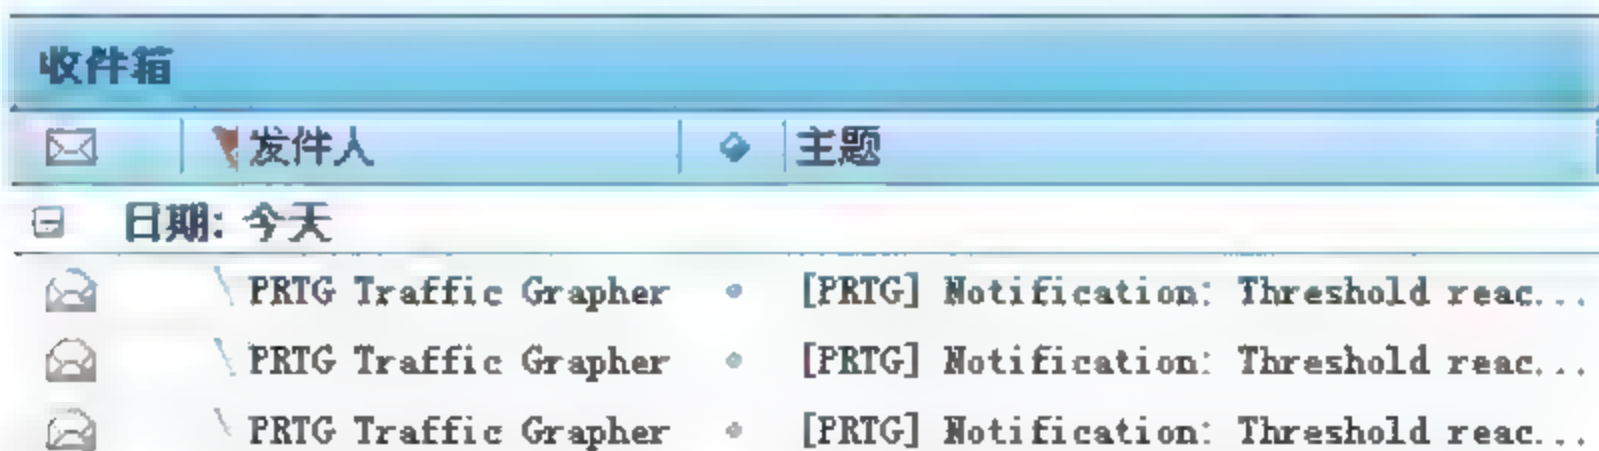 收件箱
发件人 主题
日期: 今天
PRTG Traffic Grapher [PRTG] Notification: Threshold reac...
PRTG Traffic Grapher [PRTG] Notification: Threshold reac...
PRTG Traffic Grapher [PRTG] Notification: Threshold reac...